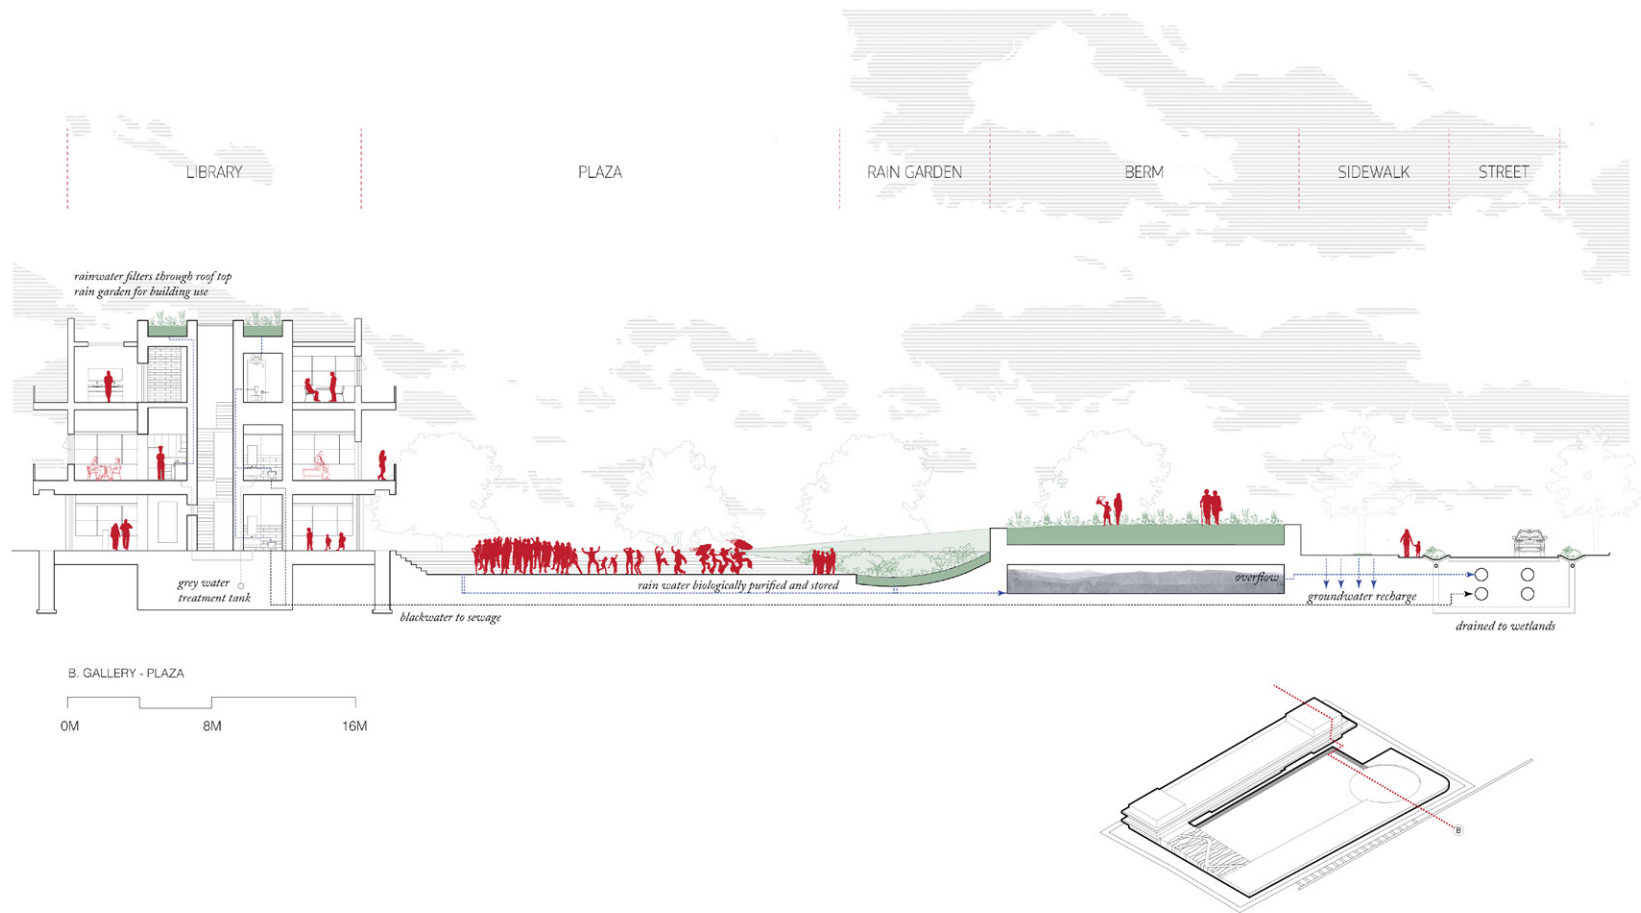 LIBRARY
PLAZA
RAIN GARDEN
BERM
SIDEWALK
STREET
rainwater filters through roof top
rain garden for building use
grey water
treatment tank
rain water biologically purified and stored
overflow
groundwater recharge
blackwater to sewage
drained to wetlands
B. GALLERY - PLAZA
0M
8M
16M
B